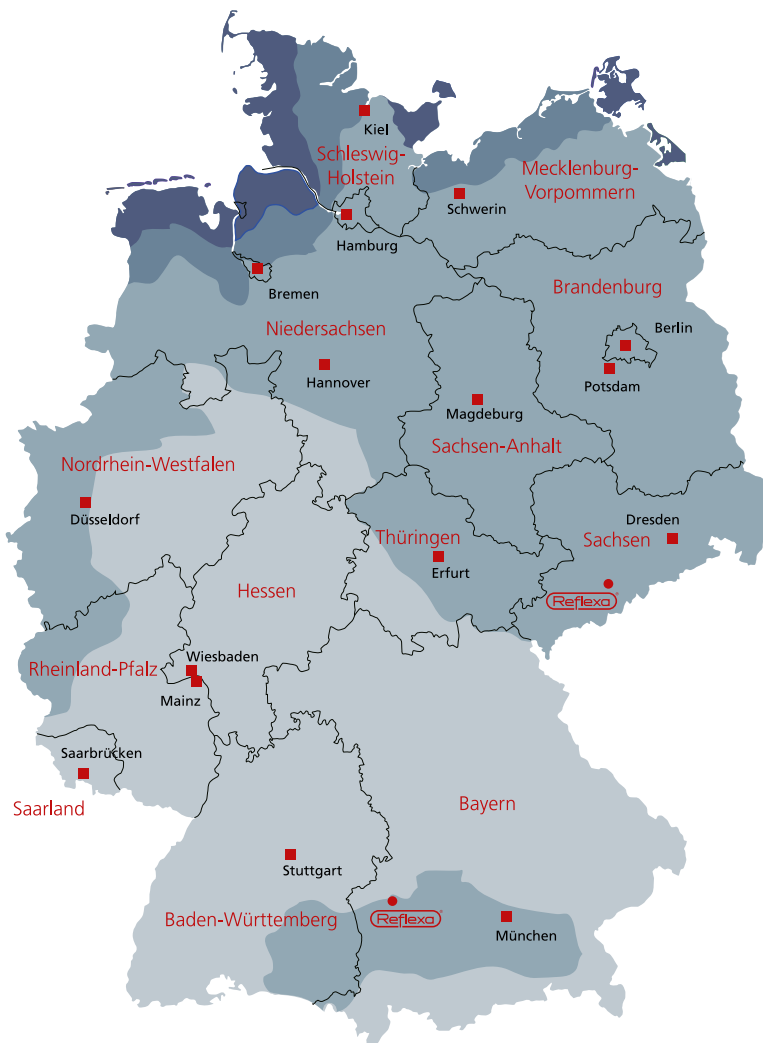 Kiel
Schleswig-
Holstein
Mecklenburg-
Vorpommern
Schwerin
Hamburg
Bremen
Brandenburg
Niedersachsen
Berlin
Hannover
Potsdam
Magdeburg
Sachsen-Anhalt
Nordrhein-Westfalen
Düsseldorf
Dresden
Thüringen
Sachsen
Erfurt
Hessen
Reflexa®
Wiesbaden
Rheinland-Pfalz
Mainz
Saarbrücken
Saarland
Bayern
Stuttgart
Baden-Württemberg
Reflexa®
München